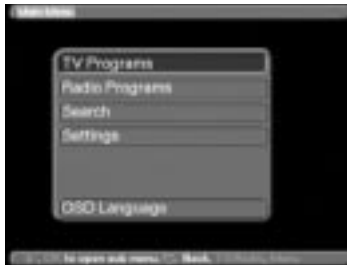 Main Menu
TV Programs
Radio Programs
Search
Settings
OSD Language
to open sub menu. Back.